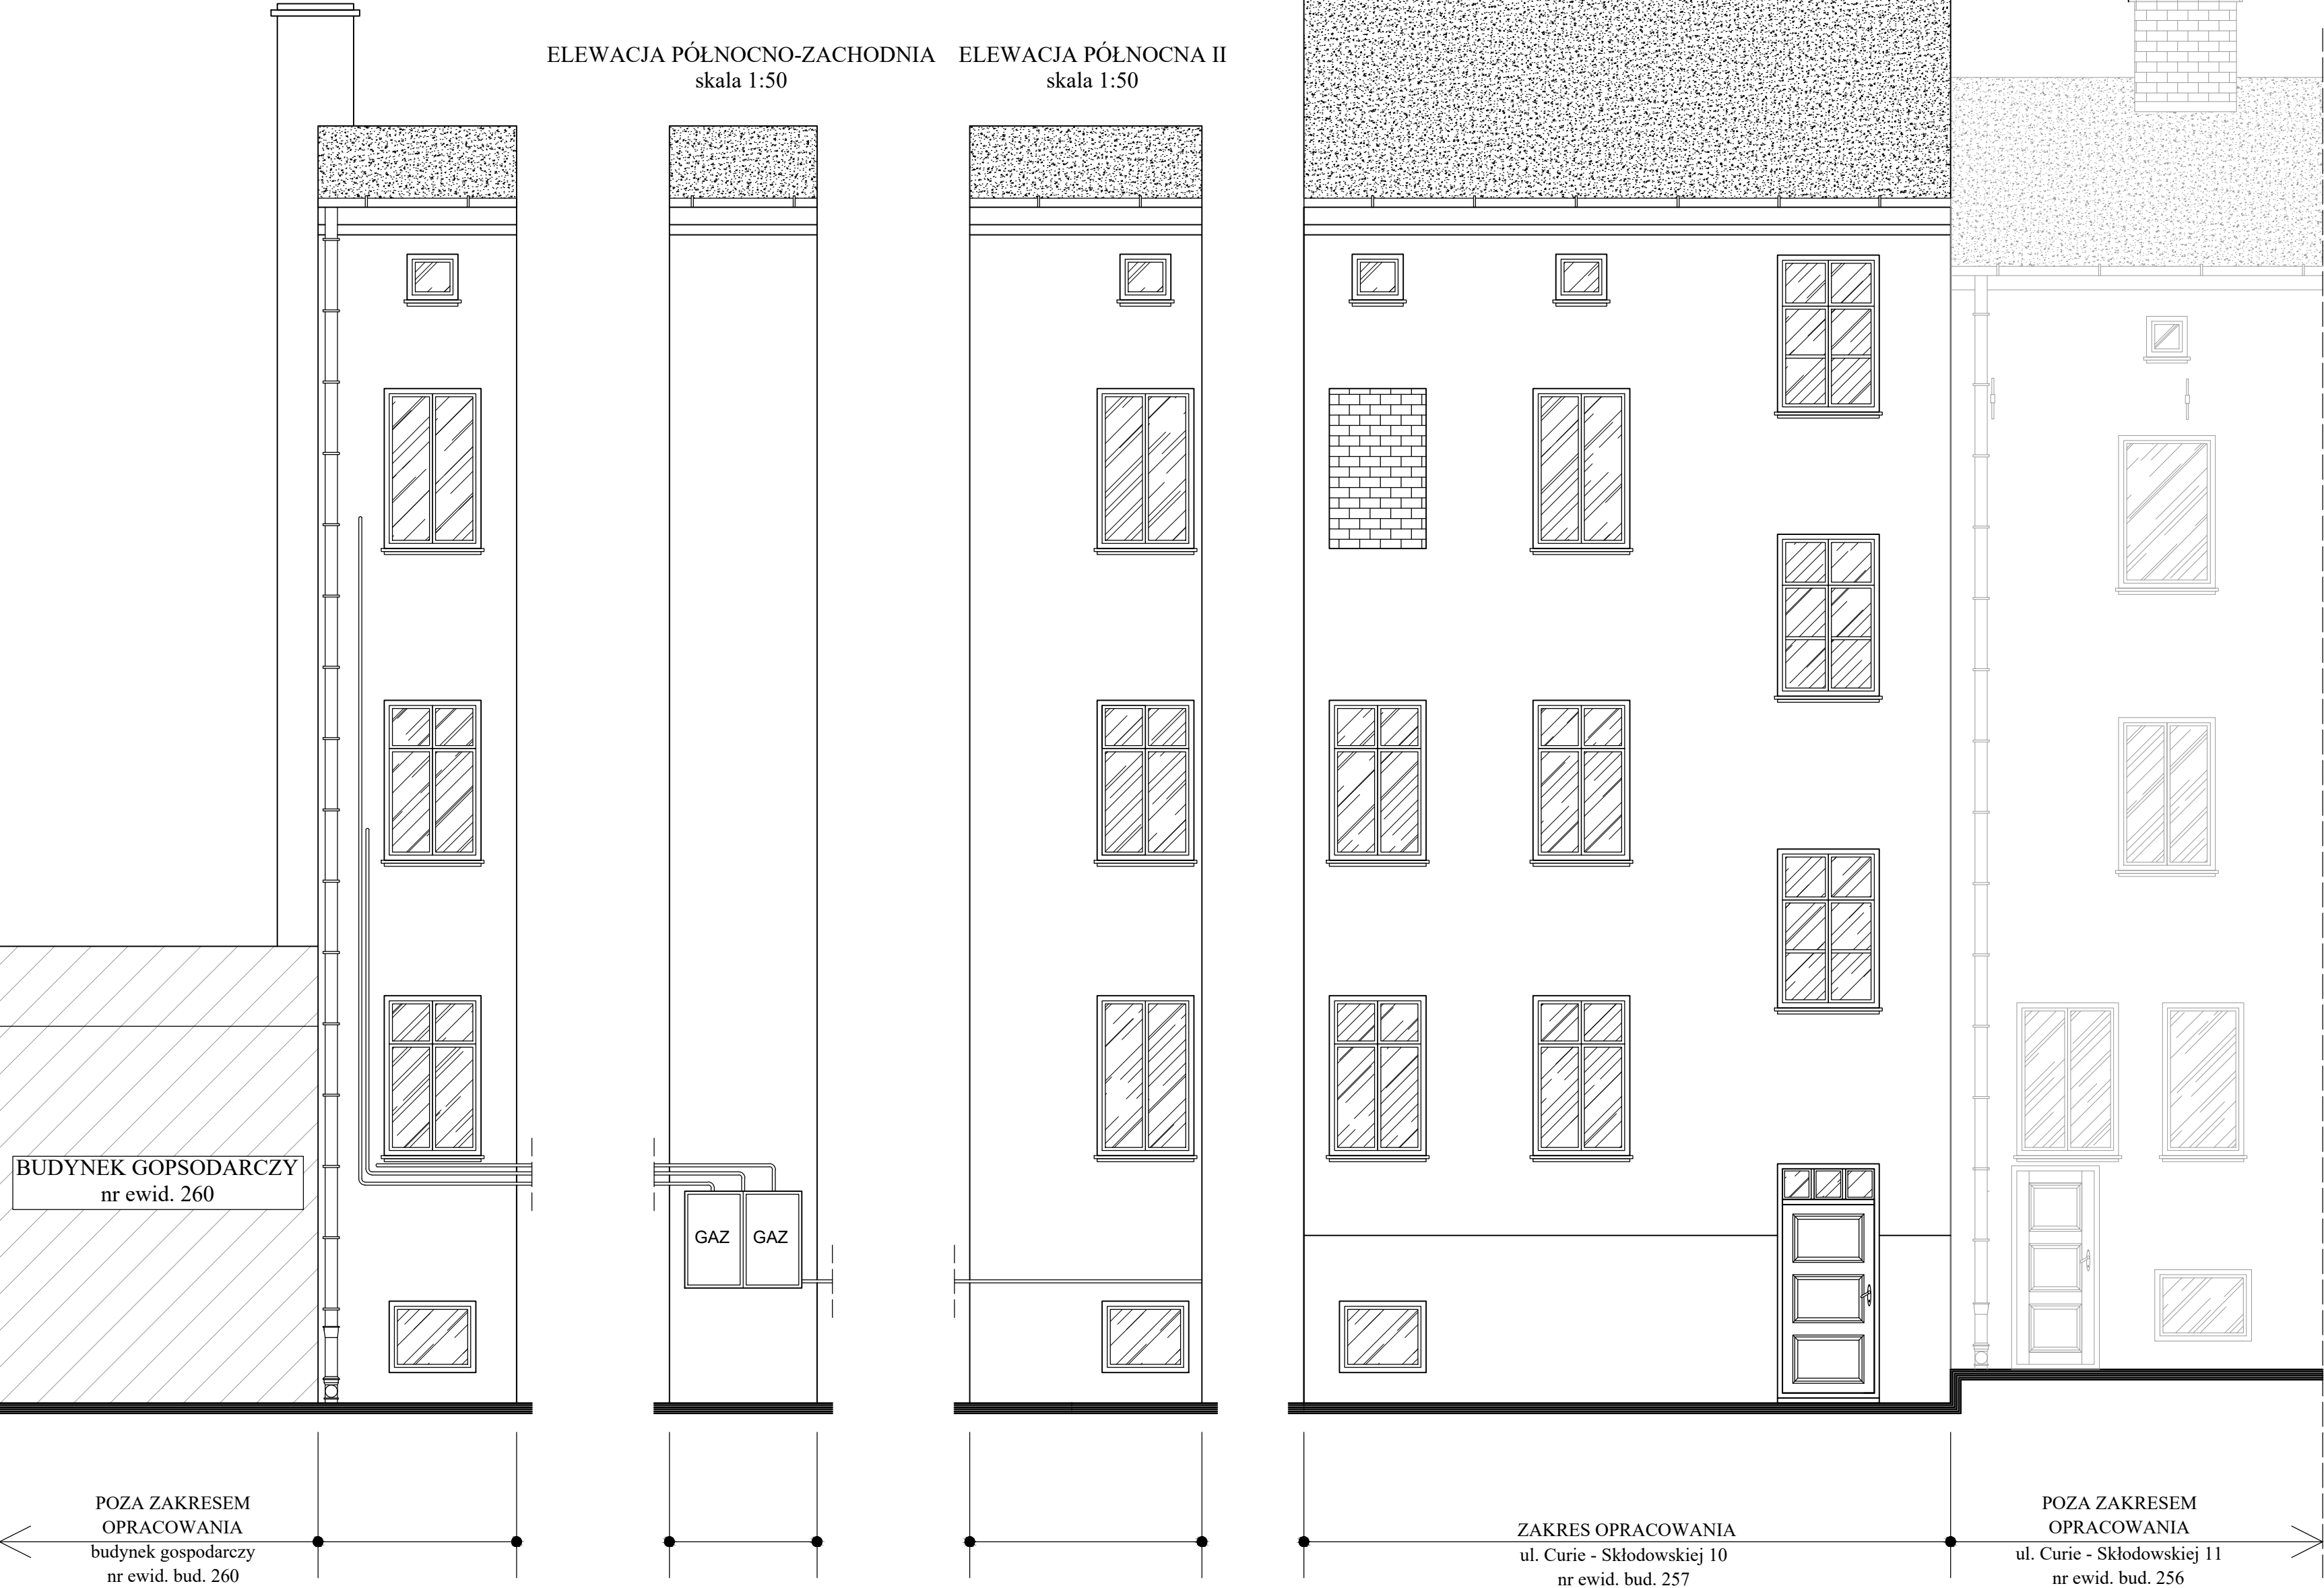 ELEWACJA PÓŁNOCNO-ZACHODNIA
skala 1:50
ELEWACJA PÓŁNOCNA II
skala 1:50
BUDYNEK GOPSODARCZY
nr ewid. 260
GAZ
GAZ
POZA ZAKRESEM
OPRACOWANIA
budynek gospodarczy
nr ewid. bud. 260
ZAKRES OPRACOWANIA
ul. Curie - Skłodowskiej 10
nr ewid. bud. 257
POZA ZAKRESEM
OPRACOWANIA
ul. Curie - Skłodowskiej 11
nr ewid. bud. 256